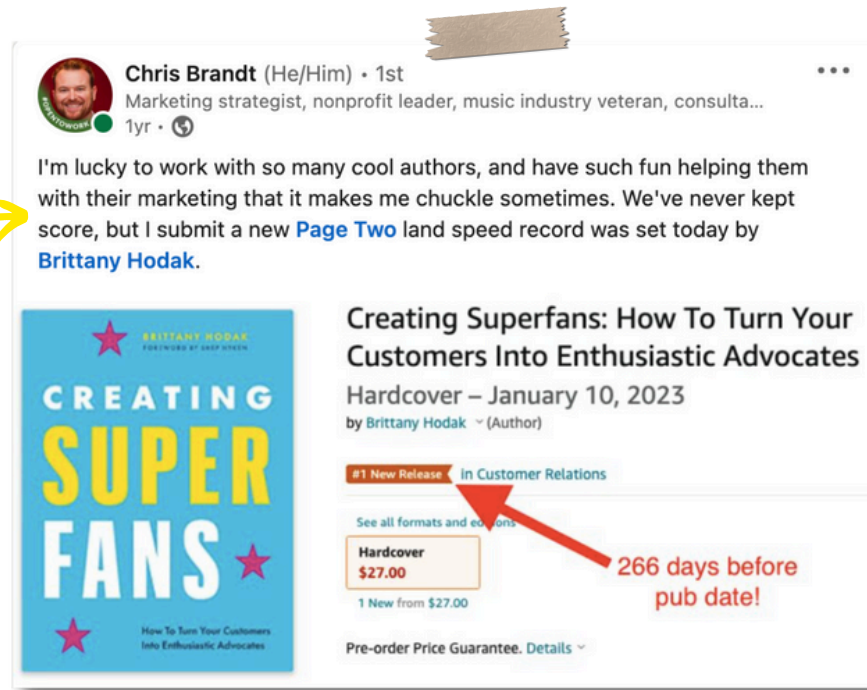 Chris Brandt (He/Him) • 1st
Marketing strategist, nonprofit leader, music industry veteran, consulta...
1yr •
#OPENTOWORK
I'm lucky to work with so many cool authors, and have such fun helping them
with their marketing that it makes me chuckle sometimes. We've never kept
score, but I submit a new Page Two land speed record was set today by
Brittany Hodak.
BRITTANY HODAK
FOREWORD BY SHEP HYKEN
CREATING
SUPER
FANS
How To Turn Your Customers
Into Enthusiastic Advocates
Creating Superfans: How To Turn Your
Customers Into Enthusiastic Advocates
Hardcover – January 10, 2023
by Brittany Hodak (Author)
#1 New Release in Customer Relations
See all formats and editions
Hardcover
$27.00
1 New from $27.00
266 days before
pub date!
Pre-order Price Guarantee. Details